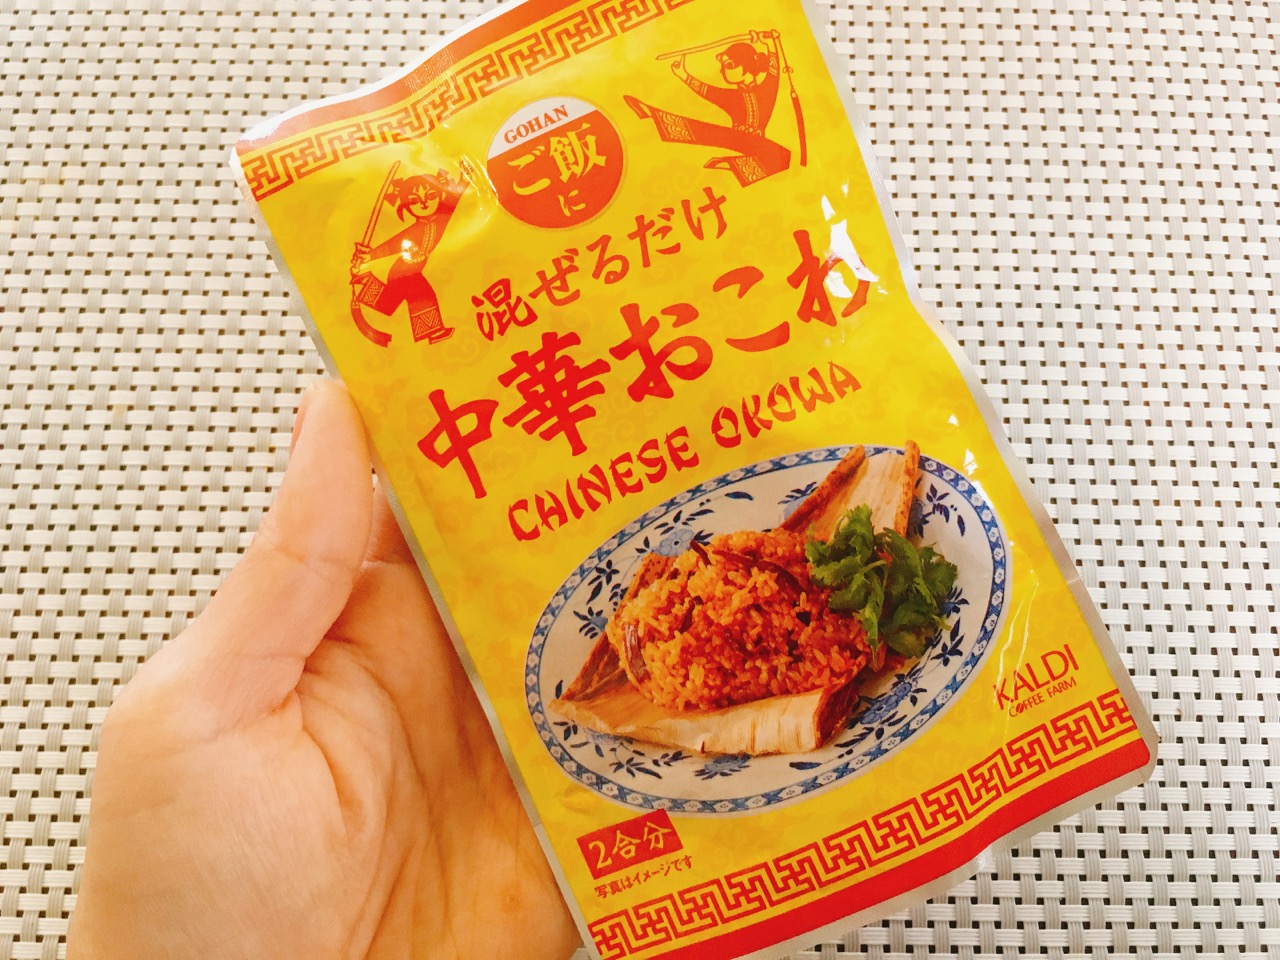 GOHAN
ご飯
に
混ぜるだけ
中華おこわ
CHINESE OKOWA
KALDI
COFFEE FARM
2合分
写真はイメージです